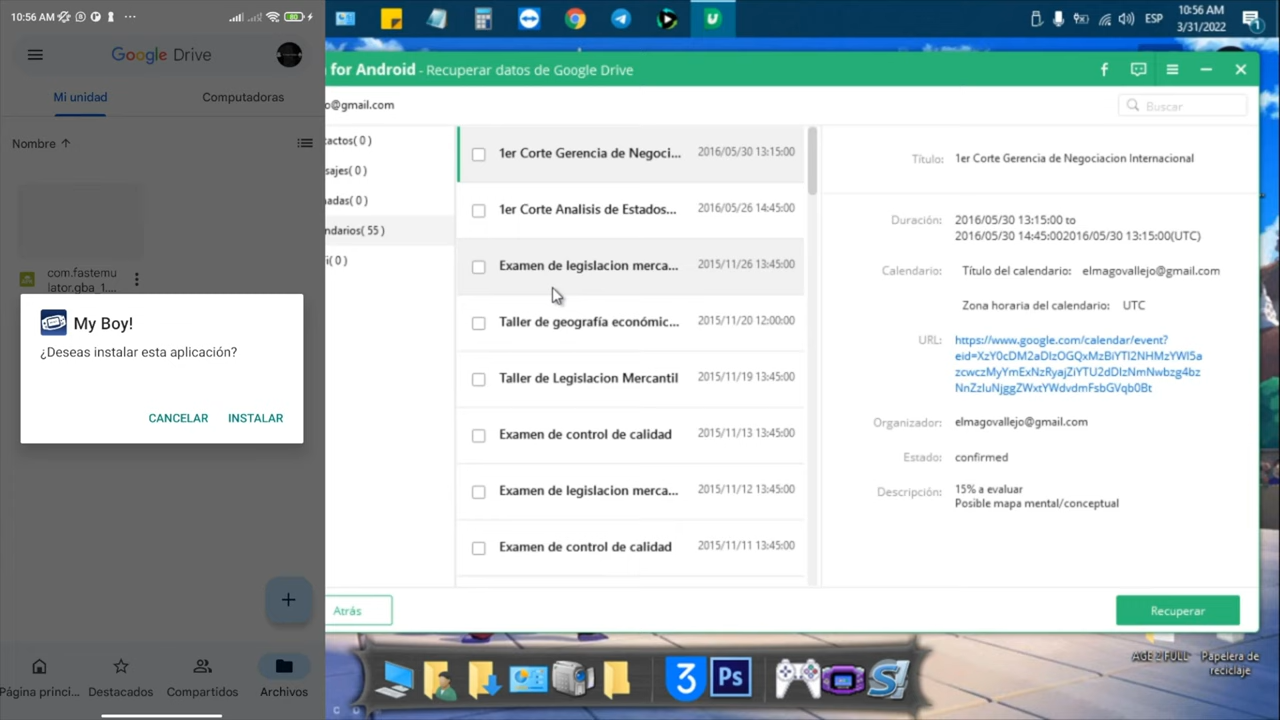 10:56 AM
Google Drive
Mi unidad
Computadoras
Nombre
com.fastemu
lator.gba_1....
My Boy!
¿Deseas instalar esta aplicación?
CANCELAR
INSTALAR
Página princi...
Destacados
Compartidos
Archivos
ESP
10:56 AM
3/31/2022
for Android - Recuperar datos de Google Drive
o@gmail.com
Buscar
tactos( 0 )
sajes( 0 )
nadas( 0 )
ndarios( 55 )
i( 0 )
1er Corte Gerencia de Negoci... 2016/05/30 13:15:00
1er Corte Analisis de Estados... 2016/05/26 14:45:00
Examen de legislacion merca... 2015/11/26 13:45:00
Taller de geografía económic... 2015/11/20 12:00:00
Taller de Legislacion Mercantil 2015/11/19 13:45:00
Examen de control de calidad 2015/11/13 13:45:00
Examen de legislacion merca... 2015/11/12 13:45:00
Examen de control de calidad 2015/11/11 13:45:00
Título: 1er Corte Gerencia de Negociacion Internacional
Duración: 2016/05/30 13:15:00 to
2016/05/30 14:45:002016/05/30 13:15:00(UTC)
Calendario: Título del calendario: elmagovallejo@gmail.com
Zona horaria del calendario: UTC
URL: https://www.google.com/calendar/event?
Organizador: elmagovallejo@gmail.com
Estado: confirmed
Descripción: 15% a evaluar
Posible mapa mental/conceptual
Atrás
Recuperar
3
Ps
AGE 2 FULL
Papelera de
reciclaje